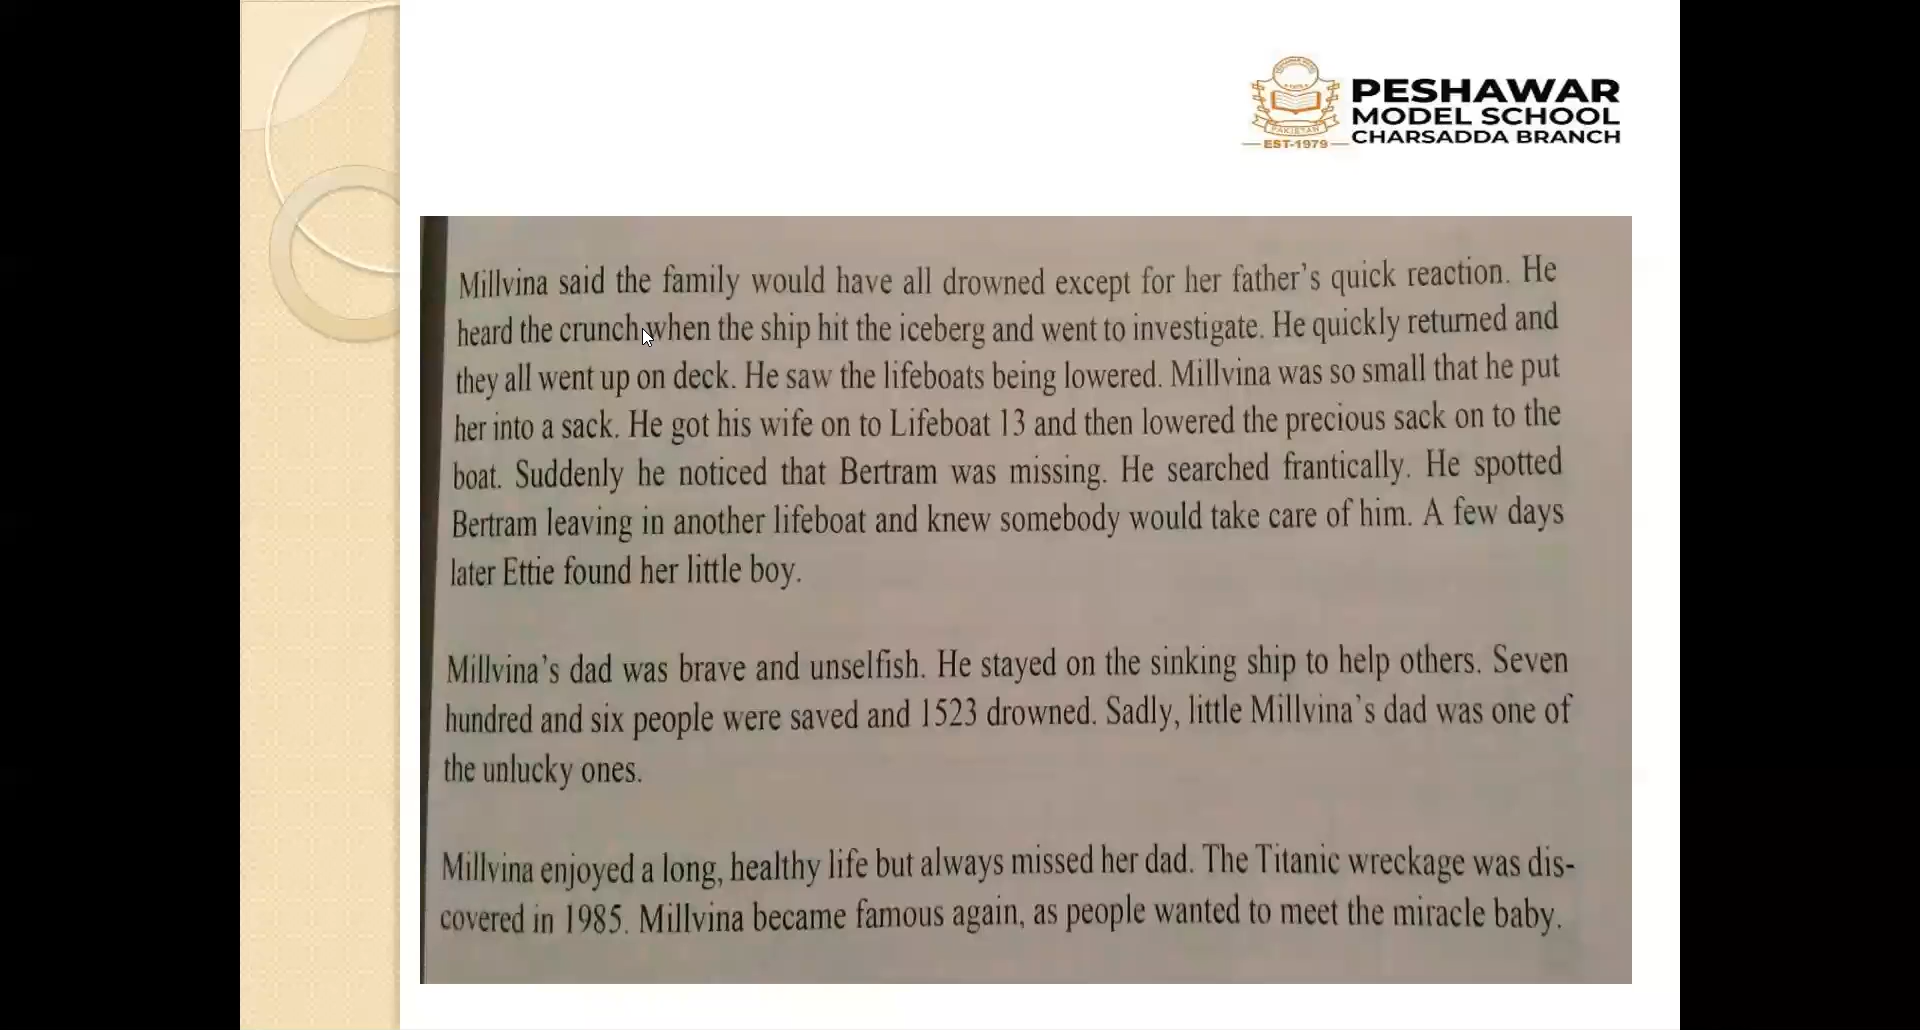 PESHAWAR
MODEL SCHOOL
CHARSADDA BRANCH
PAKISTAN
EST-1979
Millvina said the family would have all drowned except for her father's quick reaction. He
heard the crunch when the ship hit the iceberg and went to investigate. He quickly returned and
they all went up on deck. He saw the lifeboats being lowered. Millvina was so small that he put
her into a sack. He got his wife on to Lifeboat 13 and then lowered the precious sack on to the
boat. Suddenly he noticed that Bertram was missing. He searched frantically. He spotted
Bertram leaving in another lifeboat and knew somebody would take care of him. A few days
later Ettie found her little boy.
Millvina's dad was brave and unselfish. He stayed on the sinking ship to help others. Seven
hundred and six people were saved and 1523 drowned. Sadly, little Millvina's dad was one of
the unlucky ones.
Millvina enjoyed a long, healthy life but always missed her dad. The Titanic wreckage was dis-
covered in 1985. Millvina became famous again, as people wanted to meet the miracle baby.